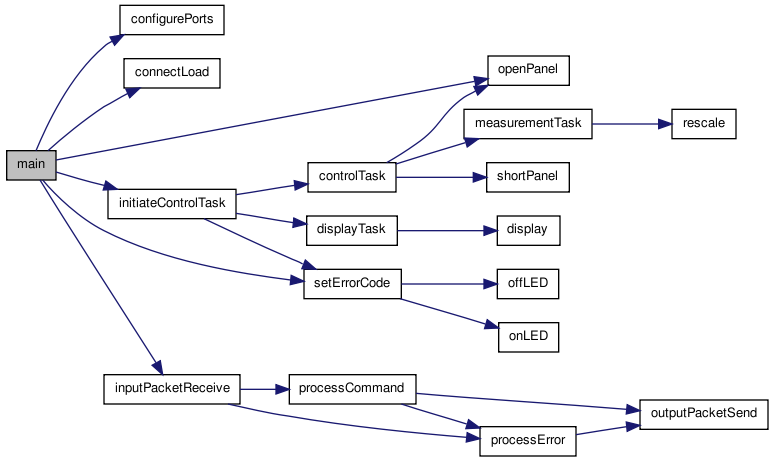 configurePorts
connectLoad
openPanel
measurementTask
rescale
main
controlTask
shortPanel
initiateControlTask
displayTask
display
setErrorCode
offLED
onLED
inputPacketReceive
processCommand
outputPacketSend
processError